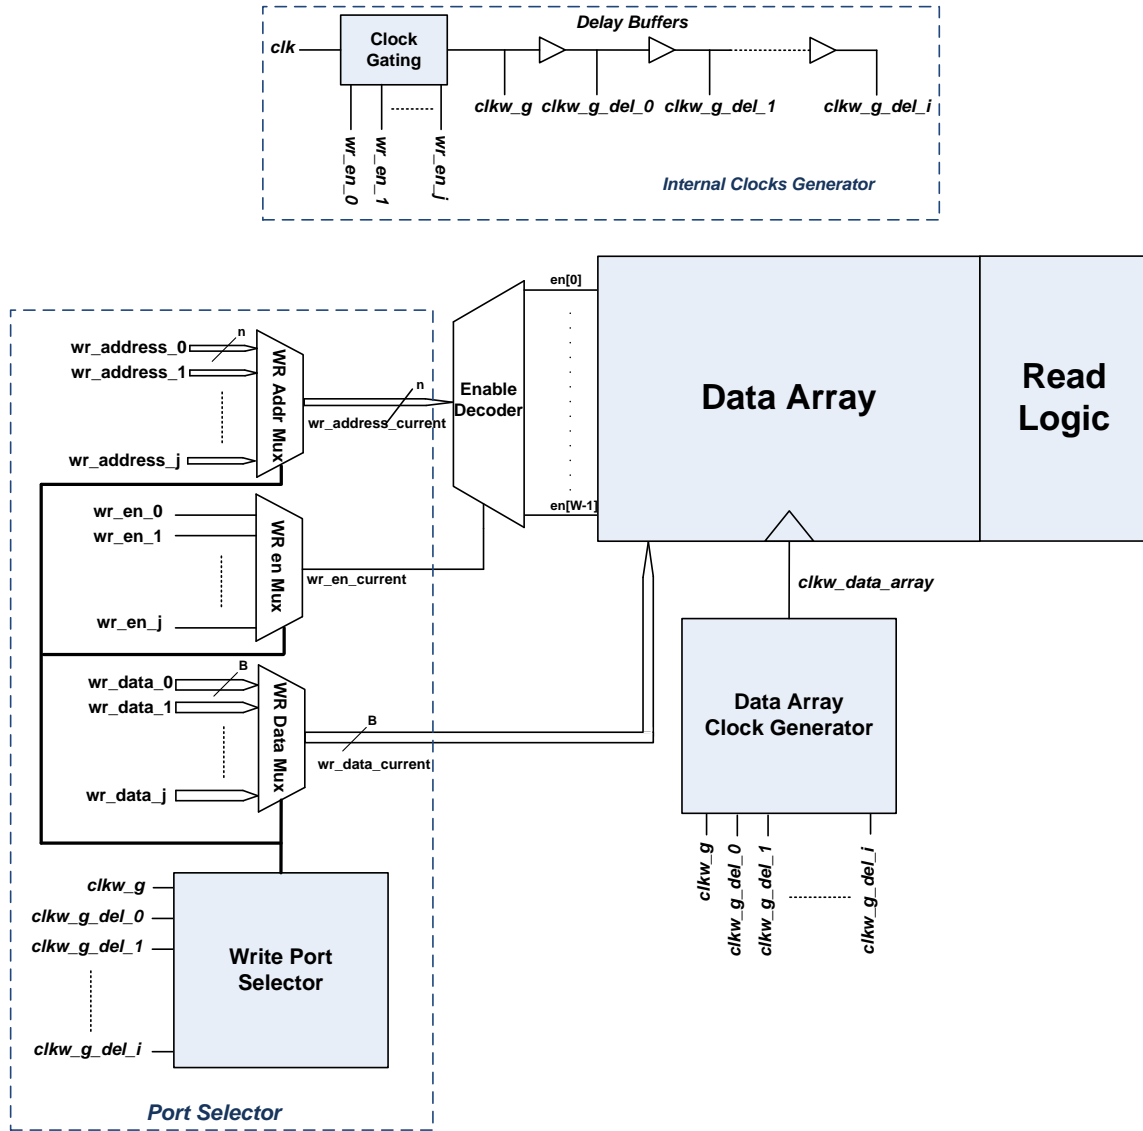 Delay Buffers
clk
Clock
Gating
clkw_g
clkw_g_del_0
clkw_g_del_1
clkw_g_del_i
wr_en_0
wr_en_1
wr_en_j
Internal Clocks Generator
wr_address_0
n
wr_address_1
wr_address_j
WR Addr Mux
n
wr_address_current
Enable
Decoder
en[0]
en[W-1]
Data Array
Read
Logic
wr_en_0
wr_en_1
wr_en_j
WR en Mux
wr_en_current
clkw_data_array
wr_data_0
B
wr_data_1
wr_data_j
WR Data Mux
B
wr_data_current
Data Array
Clock Generator
clkw_g
clkw_g_del_0
clkw_g_del_1
clkw_g_del_i
clkw_g
clkw_g_del_0
clkw_g_del_1
clkw_g_del_i
Write Port
Selector
Port Selector